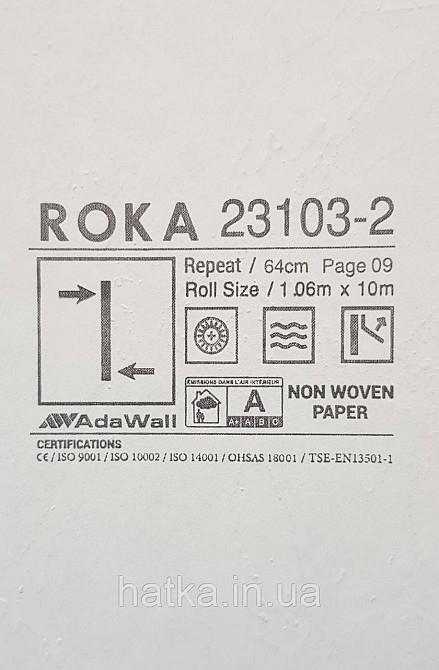 ROKA 23103-2
Repeat / 64cm Page 09
Roll Size / 1.06m x 10m
ÉMISSIONS DANS L'AIR INTÉRIEUR
A
A+ A B C
NON WOVEN
PAPER
AdaWall
CERTIFICATIONS
CE / ISO 9001 / ISO 10002 / ISO 14001 / OHSAS 18001 / TSE-EN13501-1
hatka.in.ua